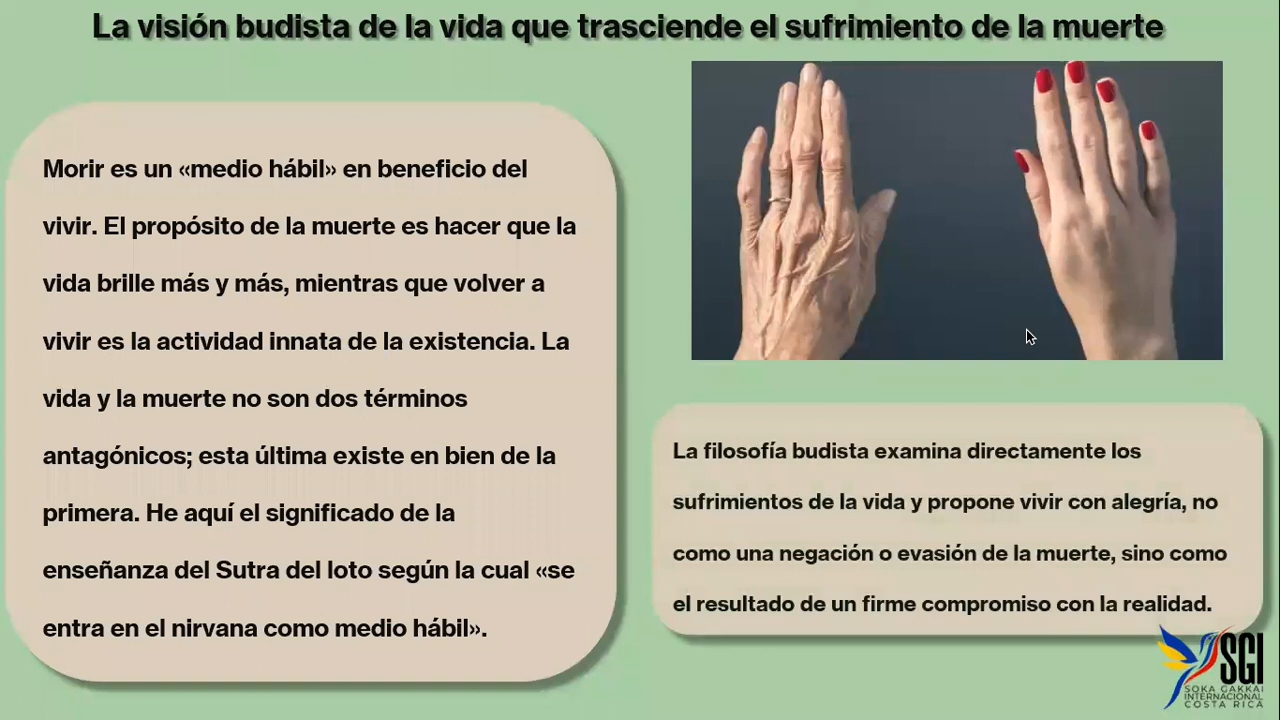 La visión budista de la vida que trasciende el sufrimiento de la muerte
Morir es un «medio hábil» en beneficio del
vivir. El propósito de la muerte es hacer que la
vida brille más y más, mientras que volver a
vivir es la actividad innata de la existencia. La
vida y la muerte no son dos términos
antagónicos; esta última existe en bien de la
primera. He aquí el significado de la
enseñanza del Sutra del loto según la cual «se
entra en el nirvana como medio hábil».
La filosofía budista examina directamente los
sufrimientos de la vida y propone vivir con alegría, no
como una negación o evasión de la muerte, sino como
el resultado de un firme compromiso con la realidad.
SGI
SOKA GAKKAI
INTERNACIONAL
COSTA RICA